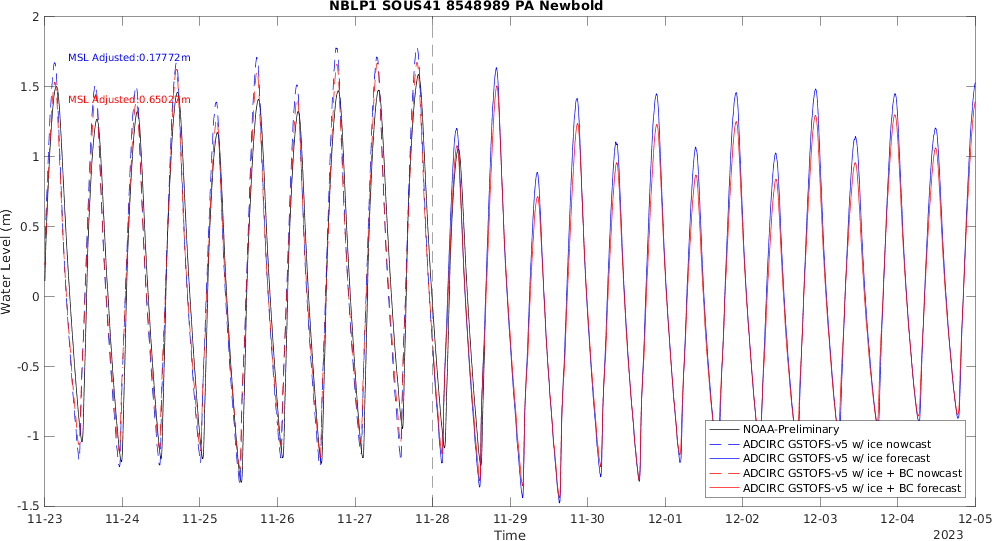 NBLP1 SOUS41 8548989 PA Newbold
MSL Adjusted:0.17772m
MSL Adjusted:0.65027m
Water Level (m)
2
1.5
1
0.5
0
-0.5
-1
-1.5
11-23
11-24
11-25
11-26
11-27
11-28
11-29
11-30
12-01
12-02
12-03
12-04
12-05
Time
2023
NOAA-Preliminary
ADCIRC GSTOFS-v5 w/ ice nowcast
ADCIRC GSTOFS-v5 w/ ice forecast
ADCIRC GSTOFS-v5 w/ ice + BC nowcast
ADCIRC GSTOFS-v5 w/ ice + BC forecast